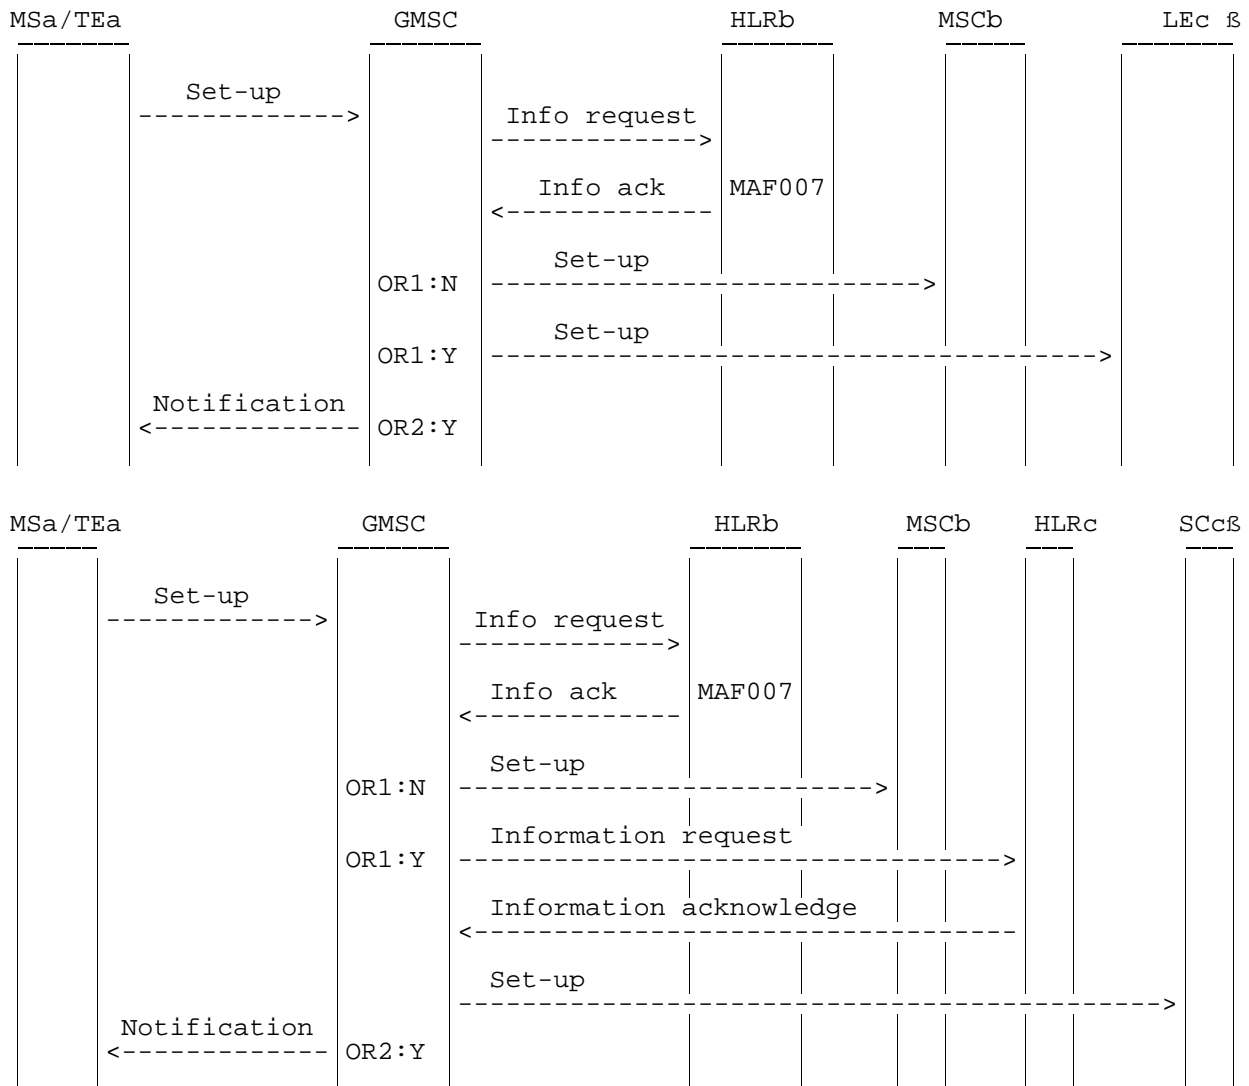 MSa/TEa GMSC HLRb MSCb LEc ß
Set-up
Info request
Info ack MAF007
Set-up
OR1:N
Set-up
OR1:Y
Notification
OR2:Y
MSa/TEa GMSC HLRb MSCb HLRc SCcß
Set-up
Info request
Info ack MAF007
Set-up
OR1:N
Information request
OR1:Y
Information acknowledge
Set-up
Notification
OR2:Y